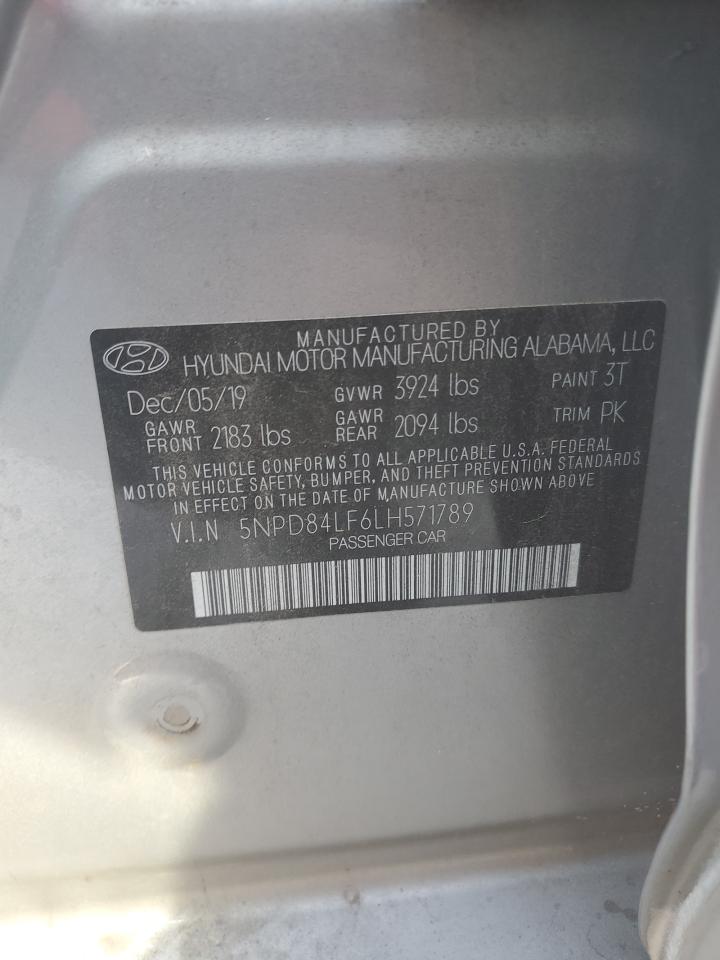 MANUFACTURED BY
HYUNDAI MOTOR MANUFACTURING ALABAMA, LLC
Dec/05/19 GVWR 3924 lbs PAINT 3T
GAWR FRONT 2183 lbs GAWR REAR 2094 lbs TRIM PK
THIS VEHICLE CONFORMS TO ALL APPLICABLE U.S.A. FEDERAL
MOTOR VEHICLE SAFETY, BUMPER, AND THEFT PREVENTION STANDARDS
IN EFFECT ON THE DATE OF MANUFACTURE SHOWN ABOVE
V.I.N 5NPD84LF6LH571789
PASSENGER CAR